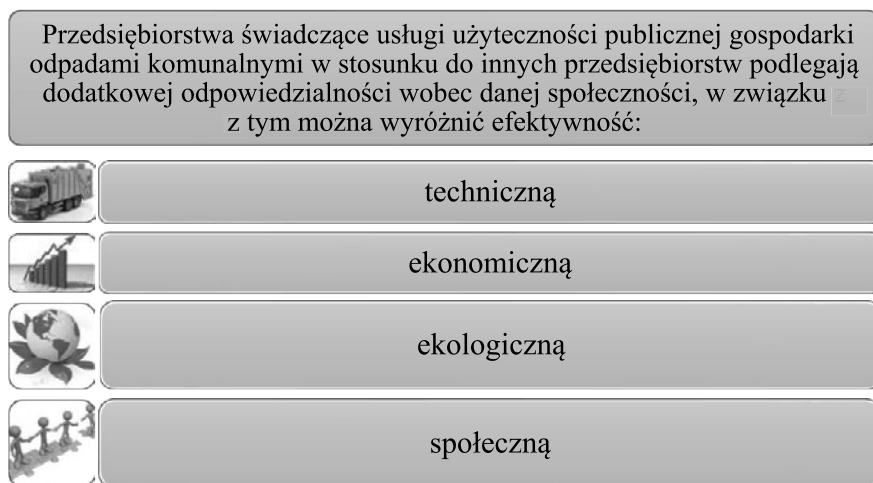 Przedsiębiorstwa świadczące usługi użyteczności publicznej gospodarki
odpadami komunalnymi w stosunku do innych przedsiębiorstw podlegają
dodatkowej odpowiedzialności wobec danej społeczności, w związku z
z tym można wyróżnić efektywność:
techniczną
ekonomiczną
ekologiczną
społeczną